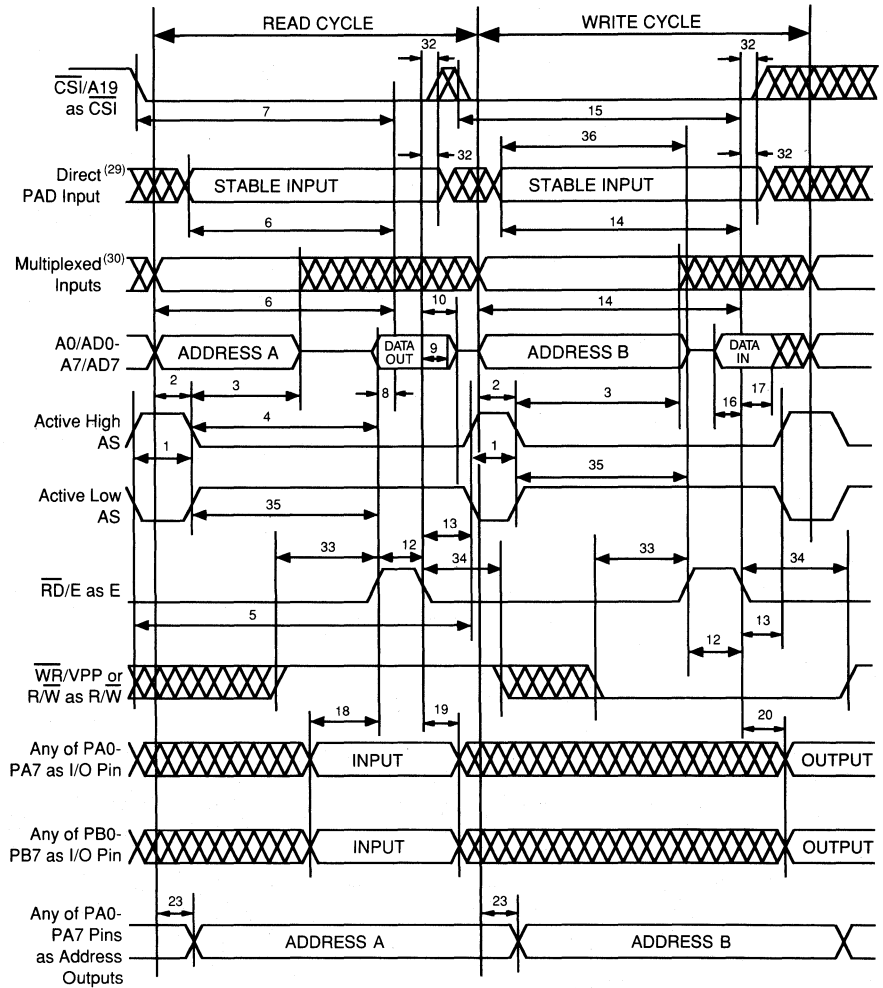 READ CYCLE
WRITE CYCLE
32
32
CSI/A19
as CSI
7
15
36
32
32
Direct (29)
PAD Input
STABLE INPUT
STABLE INPUT
6
14
Multiplexed (30)
Inputs
6
10
14
A0/AD0-
A7/AD7
ADDRESS A
DATA
OUT
9
ADDRESS B
DATA
IN
2
3
8
2
3
16
17
Active High
AS
4
1
1
35
Active Low
AS
35
13
33
12
34
33
34
RD/E as E
5
13
12
WR/VPP or
R/W as R/W
18
19
20
Any of PA0-
PA7 as I/O Pin
INPUT
OUTPUT
Any of PB0-
PB7 as I/O Pin
INPUT
OUTPUT
23
23
Any of PA0-
PA7 Pins
as Address
Outputs
ADDRESS A
ADDRESS B